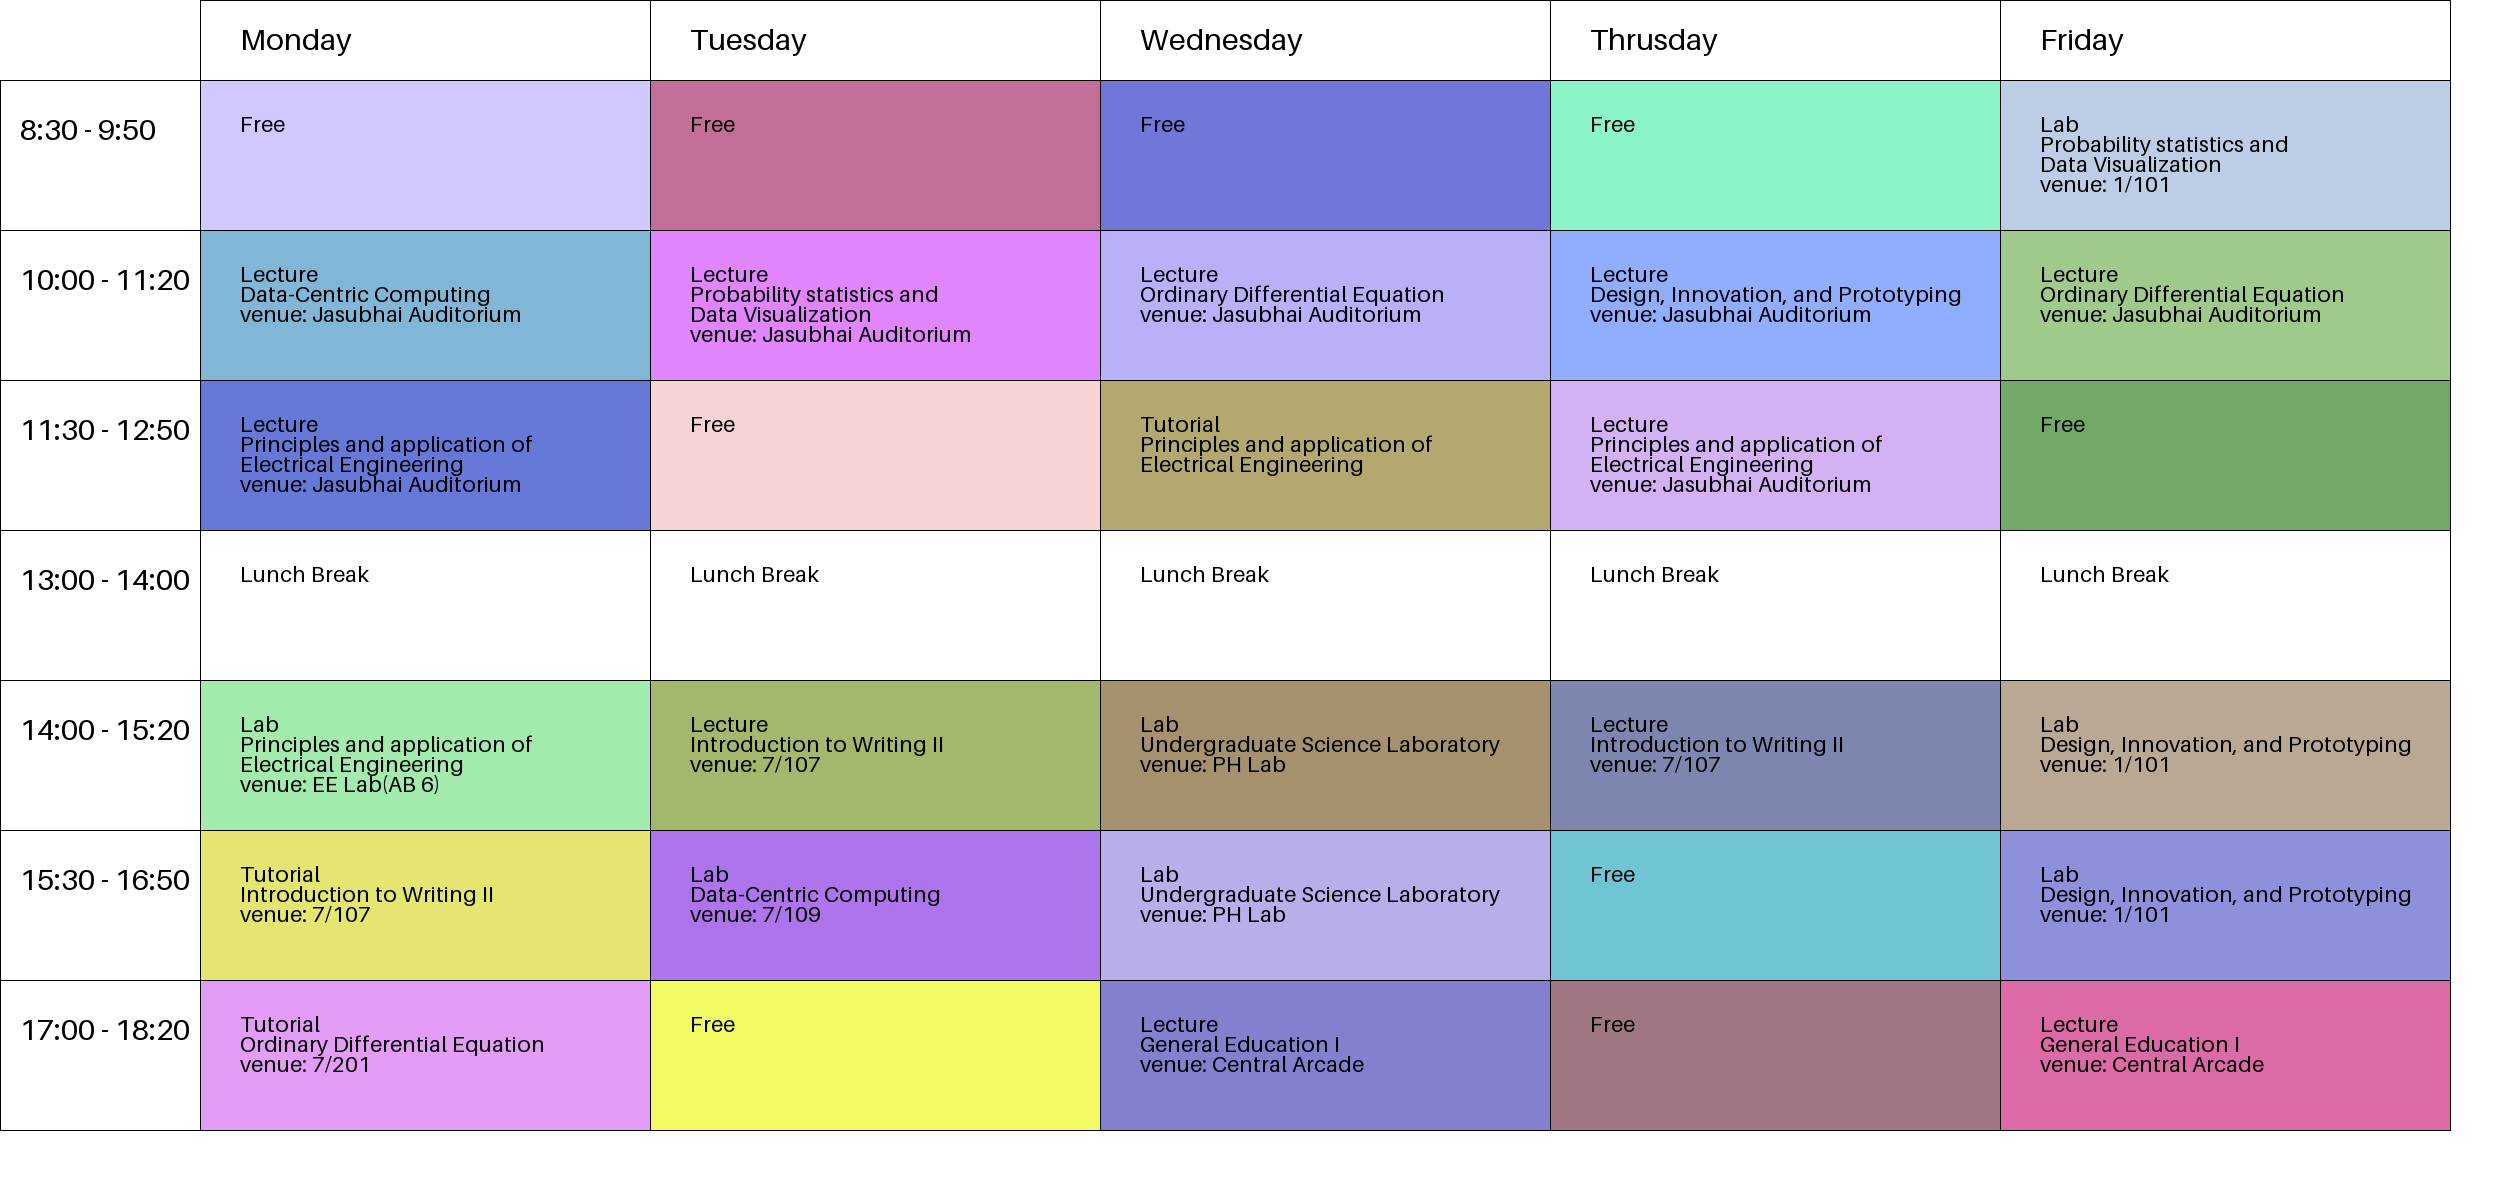 Monday
Tuesday
Wednesday
Thrusday
Friday
8:30 - 9:50
Free
Free
Free
Free
Lab
Probability statistics and
Data Visualization
venue: 1/101
10:00 - 11:20
Lecture
Data-Centric Computing
venue: Jasubhai Auditorium
Lecture
Probability statistics and
Data Visualization
venue: Jasubhai Auditorium
Lecture
Ordinary Differential Equation
venue: Jasubhai Auditorium
Lecture
Design, Innovation, and Prototyping
venue: Jasubhai Auditorium
Lecture
Ordinary Differential Equation
venue: Jasubhai Auditorium
11:30 - 12:50
Lecture
Principles and application of
Electrical Engineering
venue: Jasubhai Auditorium
Free
Tutorial
Principles and application of
Electrical Engineering
Lecture
Principles and application of
Electrical Engineering
venue: Jasubhai Auditorium
Free
13:00 - 14:00
Lunch Break
Lunch Break
Lunch Break
Lunch Break
Lunch Break
14:00 - 15:20
Lab
Principles and application of
Electrical Engineering
venue: EE Lab(AB 6)
Lecture
Introduction to Writing II
venue: 7/107
Lab
Undergraduate Science Laboratory
venue: PH Lab
Lecture
Introduction to Writing II
venue: 7/107
Lab
Design, Innovation, and Prototyping
venue: 1/101
15:30 - 16:50
Tutorial
Introduction to Writing II
venue: 7/107
Lab
Data-Centric Computing
venue: 7/109
Lab
Undergraduate Science Laboratory
venue: PH Lab
Free
Lab
Design, Innovation, and Prototyping
venue: 1/101
17:00 - 18:20
Tutorial
Ordinary Differential Equation
venue: 7/201
Free
Lecture
General Education I
venue: Central Arcade
Free
Lecture
General Education I
venue: Central Arcade